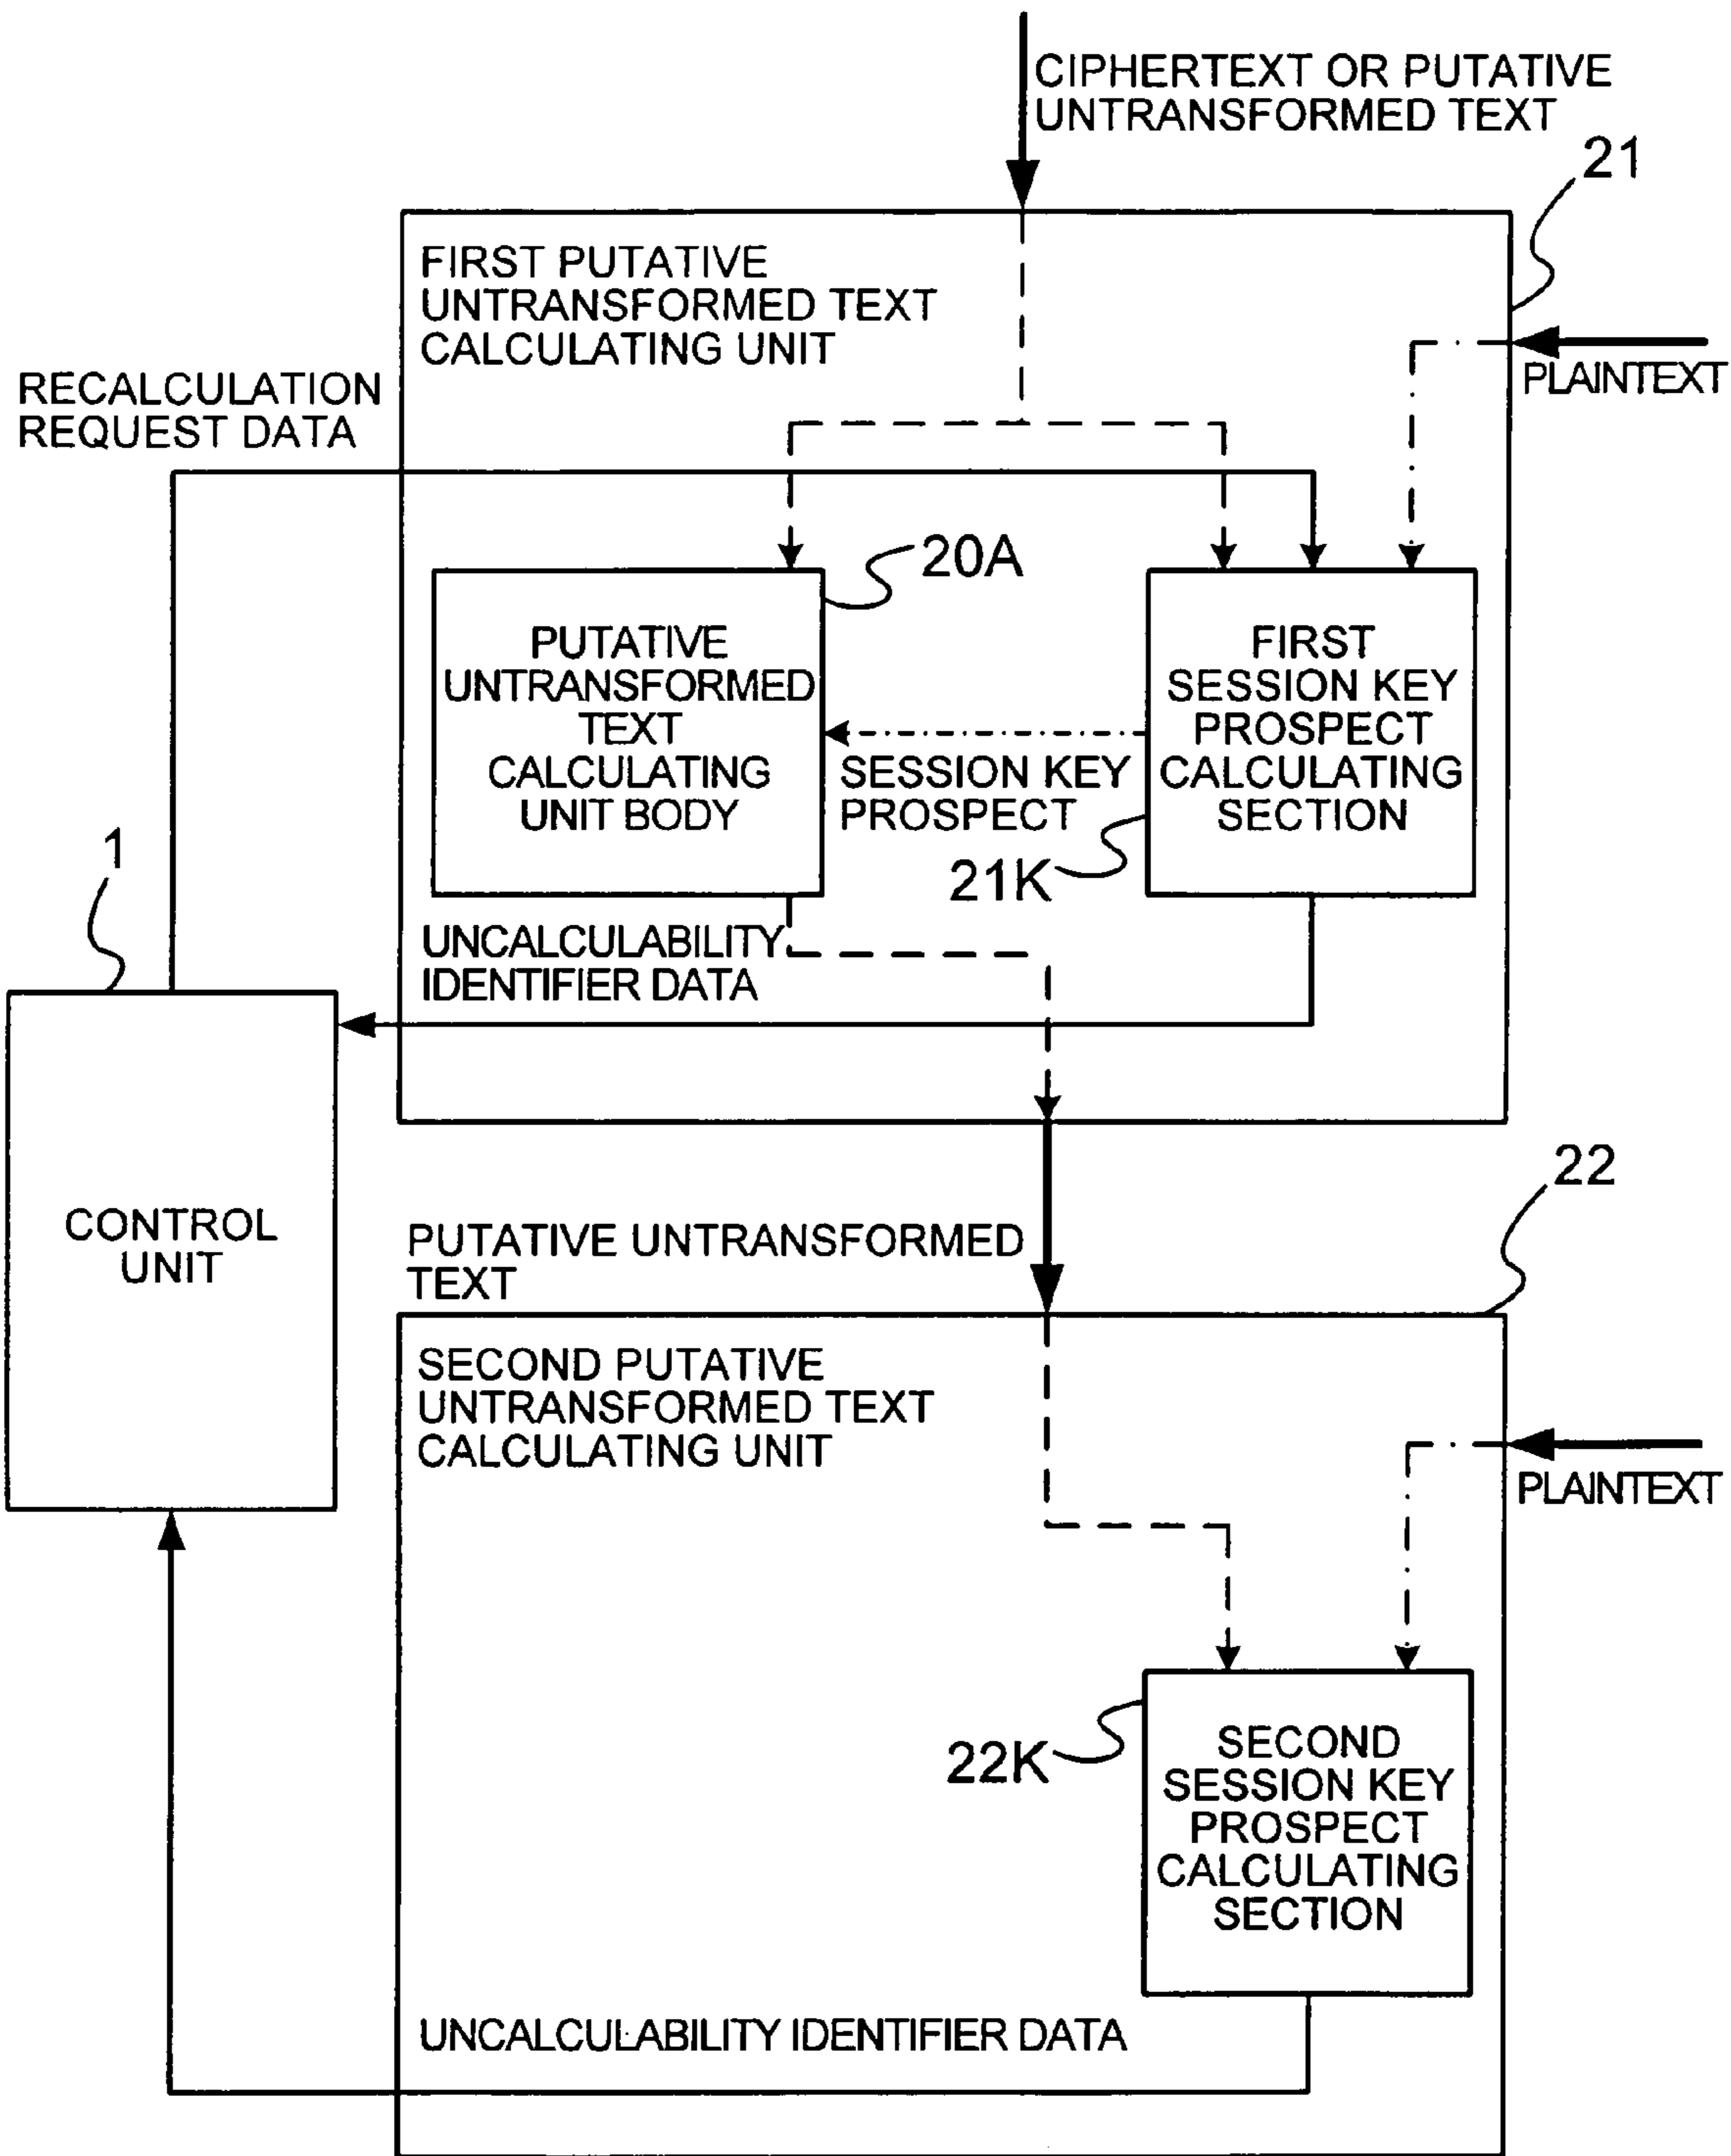 CIPHERTEXT OR PUTATIVE
UNTRANSFORMED TEXT
21
FIRST PUTATIVE
UNTRANSFORMED TEXT
CALCULATING UNIT
PLAINTEXT
RECALCULATION
REQUEST DATA
20A
PUTATIVE
UNTRANSFORMED
TEXT
CALCULATING
UNIT BODY
SESSION KEY
PROSPECT
FIRST
SESSION KEY
PROSPECT
CALCULATING
SECTION
21K
1
UNCALCULABILITY
IDENTIFIER DATA
CONTROL
UNIT
22
PUTATIVE UNTRANSFORMED
TEXT
SECOND PUTATIVE
UNTRANSFORMED TEXT
CALCULATING UNIT
PLAINTEXT
22K
SECOND
SESSION KEY
PROSPECT
CALCULATING
SECTION
UNCALCULABILITY IDENTIFIER DATA